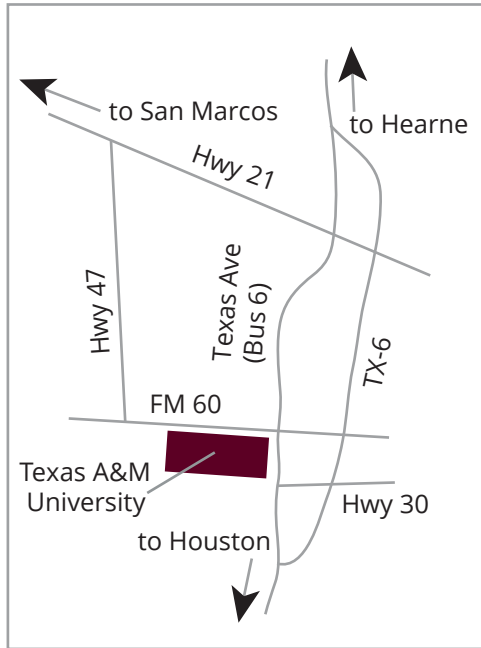 to San Marcos
to Hearne
Hwy 21
Hwy 47
Texas Ave
(Bus 6)
TX-6
FM 60
Texas A&M
University
Hwy 30
to Houston